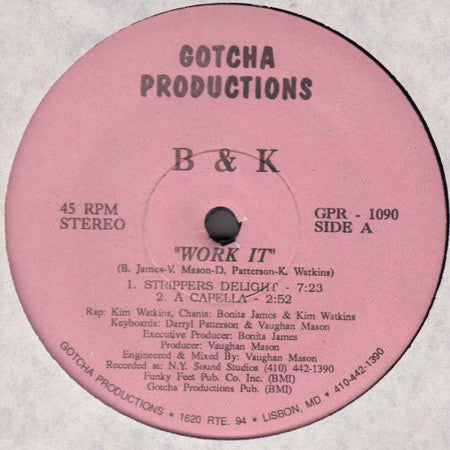 GOTCHA
PRODUCTIONS
B & K
45 RPM
STEREO
GPR - 1090
SIDE A
"WORK IT"
(B. James-V. Mason-D. Patterson-K. Watkins)
1. STRIPPERS DELIGHT - 7:23
2. A CAPELLA - 2:52
Rap: Kim Watkins, Chants: Bonita James & Kim Watkins
Keyboards: Darryl Patterson & Vaughan Mason
Executive Producer: Bonita James
Producer: Vaughan Mason
Engineered & Mixed By: Vaughan Mason
Recorded at: N.Y. Sound Studios (410) 442-1390
Funky Feet Pub. Co. Inc. (BMI)
Gotcha Productions Pub. (BMI)
GOTCHA PRODUCTIONS * 1620 RTE. 94 * LISBON, MD * 410-442-1390